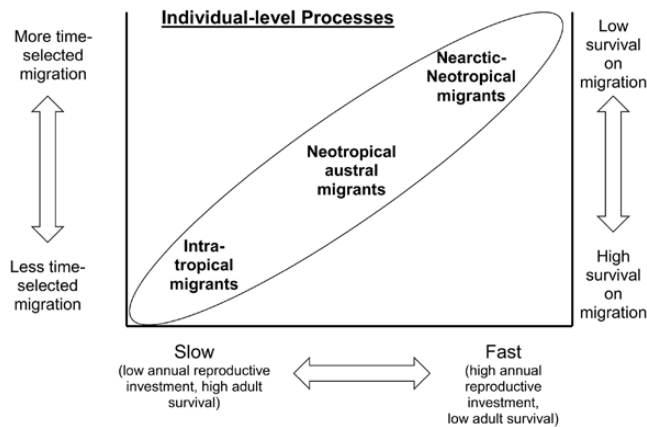 Individual-level Processes
More time-
selected
migration
Less time-
selected
migration
Nearctic-
Neotropical
migrants
Neotropical
austral
migrants
Intra-
tropical
migrants
Low
survival
on
migration
High
survival
on
migration
Slow
(low annual reproductive
investment, high adult
survival)
Fast
(high annual
reproductive
investment,
low adult survival)